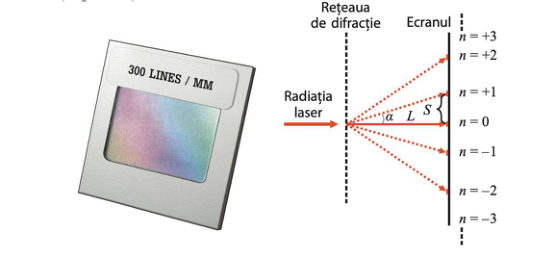 300 LINES / MM
Rețeaua
de difracție
Ecranul
Radiația
laser
α
L
S
n = +3
n = +2
n = +1
n = 0
n = −1
n = −2
n = −3